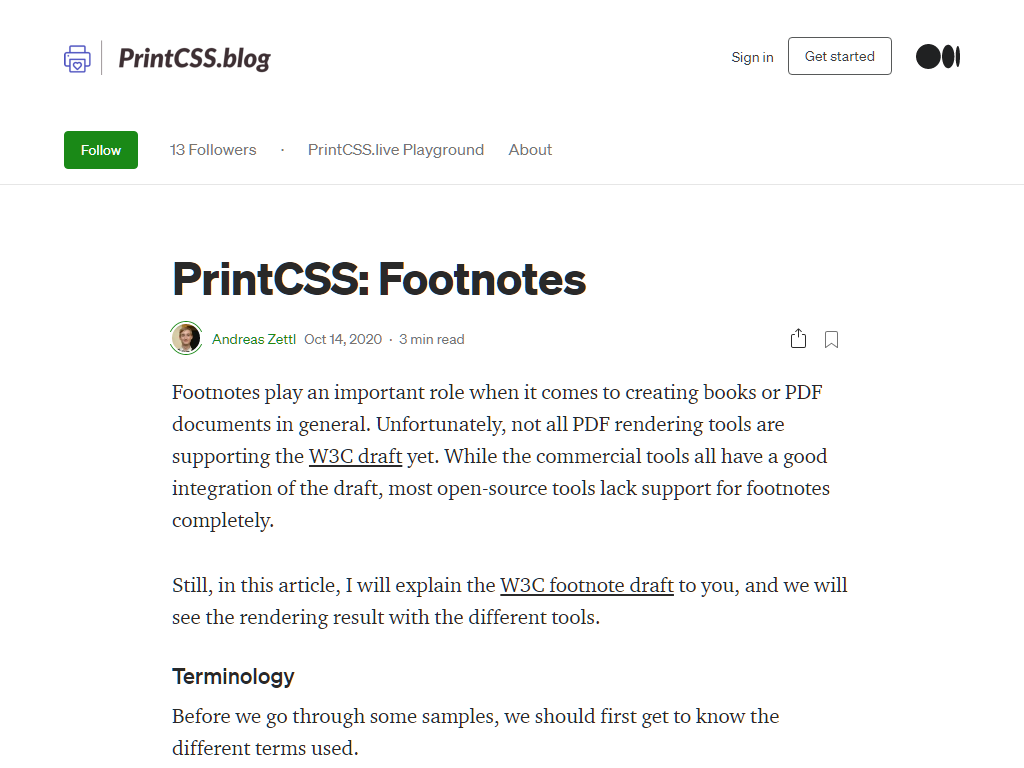 PrintCSS.blog
Sign in
Get started
Follow
13 Followers
·
PrintCSS.live Playground
About
PrintCSS: Footnotes
Andreas Zettl Oct 14, 2020 · 3 min read
Footnotes play an important role when it comes to creating books or PDF
documents in general. Unfortunately, not all PDF rendering tools are
supporting the W3C draft yet. While the commercial tools all have a good
integration of the draft, most open-source tools lack support for footnotes
completely.
Still, in this article, I will explain the W3C footnote draft to you, and we will
see the rendering result with the different tools.
Terminology
Before we go through some samples, we should first get to know the
different terms used.